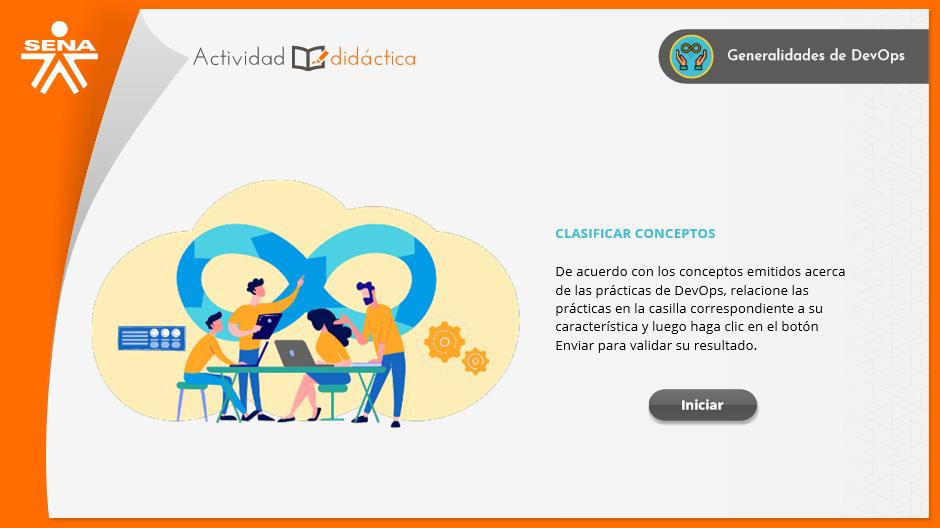 SENA
Actividad didáctica
Generalidades de DevOps
CLASIFICAR CONCEPTOS
De acuerdo con los conceptos emitidos acerca
de las prácticas de DevOps, relacione las
prácticas en la casilla correspondiente a su
característica y luego haga clic en el botón
Enviar para validar su resultado.
Iniciar